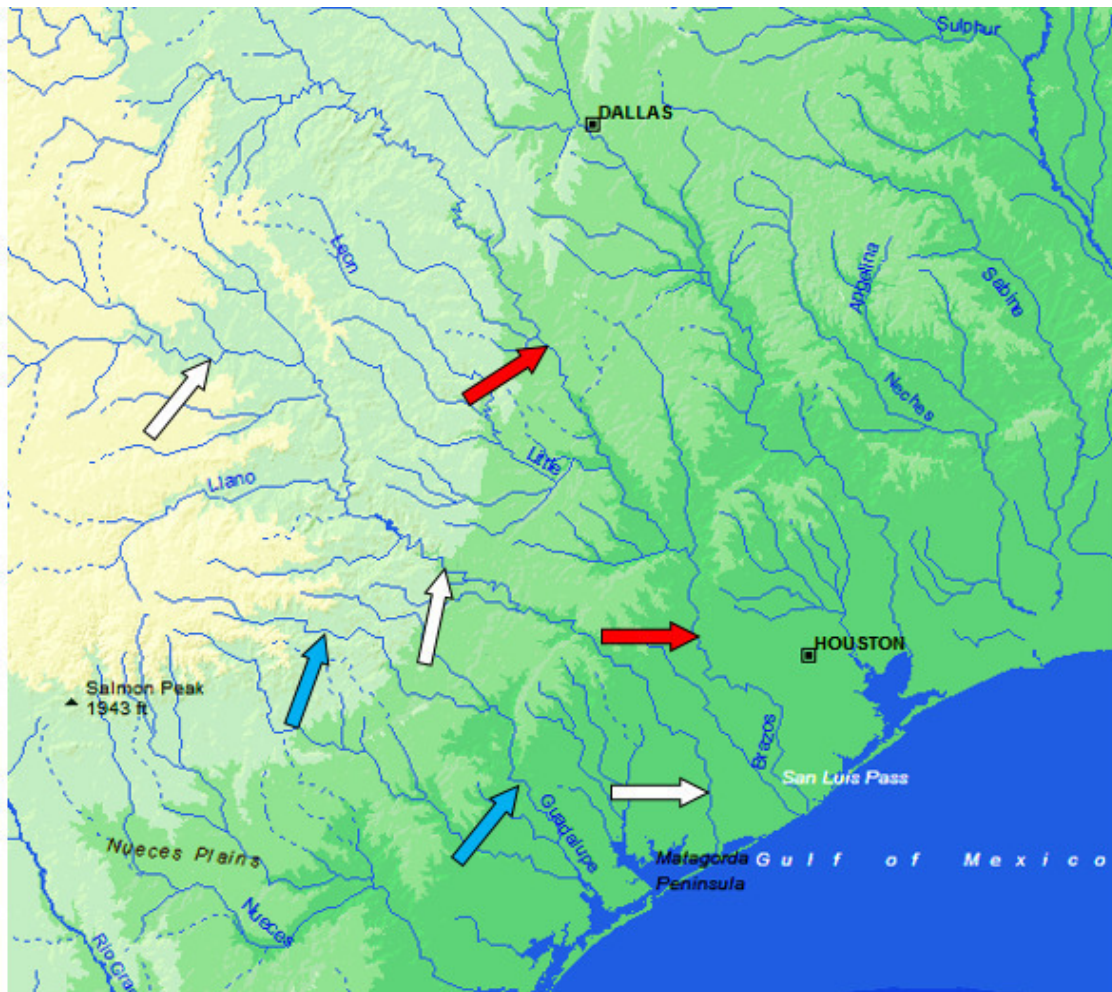 Sulphur
DALLAS
Leon
Angelina
Sabine
Neches
Little
Llano
HOUSTON
Salmon Peak
1943 ft
Brazos
San Luis Pass
Guadalupe
Nueces Plains
Matagorda
Peninsula
Gulf of Mexico
Nueces
Rio Gran